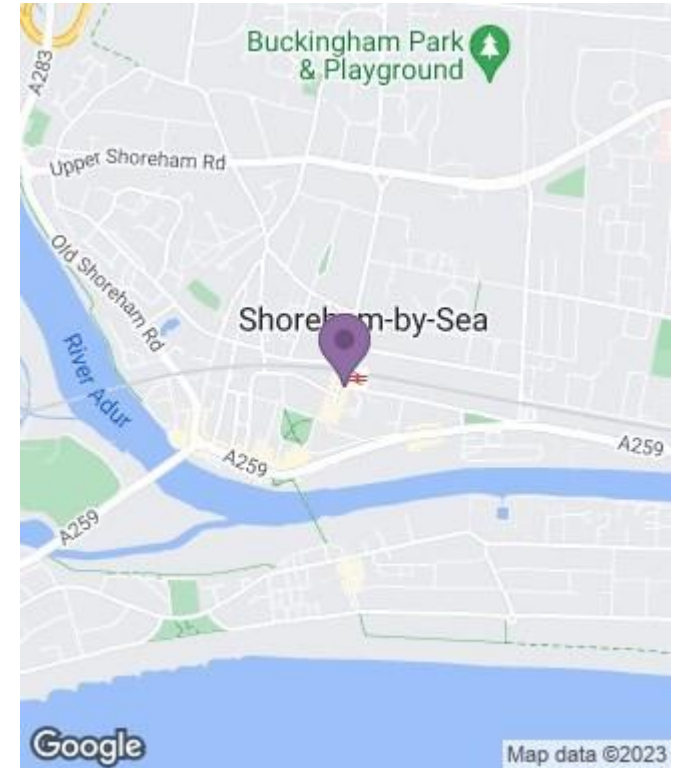 Buckingham Park
& Playground
A283
Upper Shoreham Rd
Old Shoreham Rd
Shoreham-by-Sea
River Adur
A259
A259
A259
Google
Map data ©2023